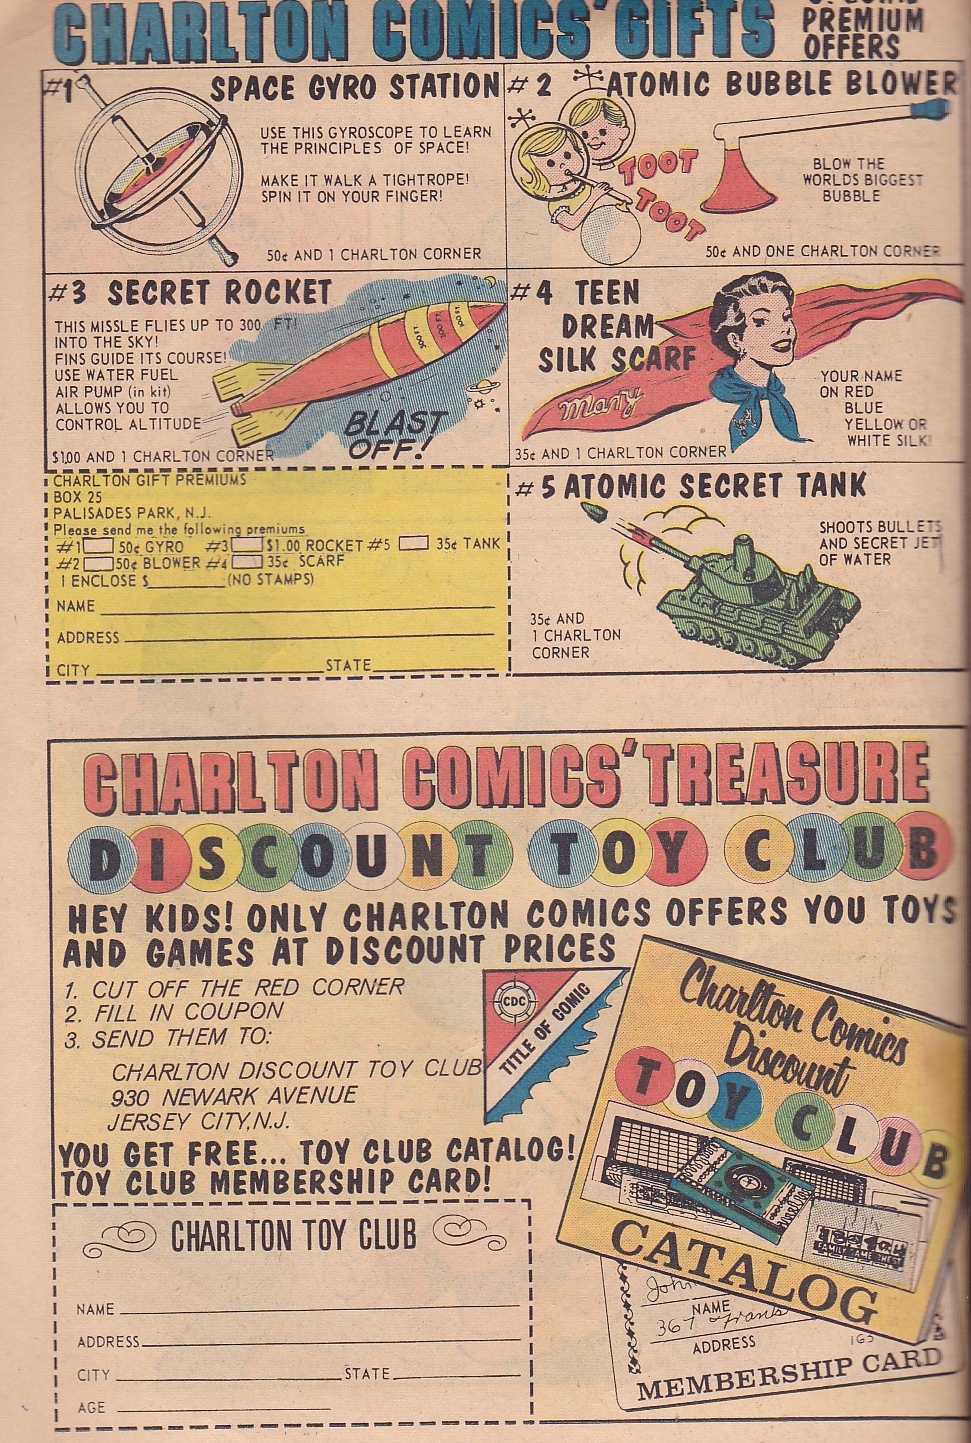 CHARLTON COMICS' GIFTS
PREMIUM
OFFERS
#1 SPACE GYRO STATION
USE THIS GYROSCOPE TO LEARN
THE PRINCIPLES OF SPACE!
MAKE IT WALK A TIGHTROPE!
SPIN IT ON YOUR FINGER!
50¢ AND 1 CHARLTON CORNER
#2 ATOMIC BUBBLE BLOWER
TOOT
TOOT
BLOW THE
WORLDS BIGGEST
BUBBLE
50¢ AND ONE CHARLTON CORNER
#3 SECRET ROCKET
THIS MISSLE FLIES UP TO 300 FT!
INTO THE SKY!
FINS GUIDE ITS COURSE!
USE WATER FUEL
AIR PUMP (in kit)
ALLOWS YOU TO
CONTROL ALTITUDE
BLAST
OFF!
$1.00 AND 1 CHARLTON CORNER
#4 TEEN
DREAM
SILK SCARF
Mary
YOUR NAME
ON RED
BLUE
YELLOW OR
WHITE SILK!
35¢ AND 1 CHARLTON CORNER
CHARLTON GIFT PREMIUMS
BOX 25
PALISADES PARK, N.J.
Please send me the following premiums
#1 50¢ GYRO #3 $1.00 ROCKET #5 35¢ TANK
#2 50¢ BLOWER #4 35¢ SCARF
I ENCLOSE $ (NO STAMPS)
NAME
ADDRESS
CITY STATE
#5 ATOMIC SECRET TANK
SHOOTS BULLETS
AND SECRET JET
OF WATER
35¢ AND
1 CHARLTON
CORNER
CHARLTON COMICS' TREASURE
DISCOUNT TOY CLUB
HEY KIDS! ONLY CHARLTON COMICS OFFERS YOU TOYS
AND GAMES AT DISCOUNT PRICES
1. CUT OFF THE RED CORNER
2. FILL IN COUPON
3. SEND THEM TO:
CHARLTON DISCOUNT TOY CLUB
930 NEWARK AVENUE
JERSEY CITY, N.J.
CDC
TITLE OF COMIC
YOU GET FREE... TOY CLUB CATALOG!
TOY CLUB MEMBERSHIP CARD!
Charlton Comics
Discount
TOY CLUB
CATALOG
John
NAME
367 Frank
ADDRESS
MEMBERSHIP CARD
CHARLTON TOY CLUB
NAME
ADDRESS
CITY STATE
AGE